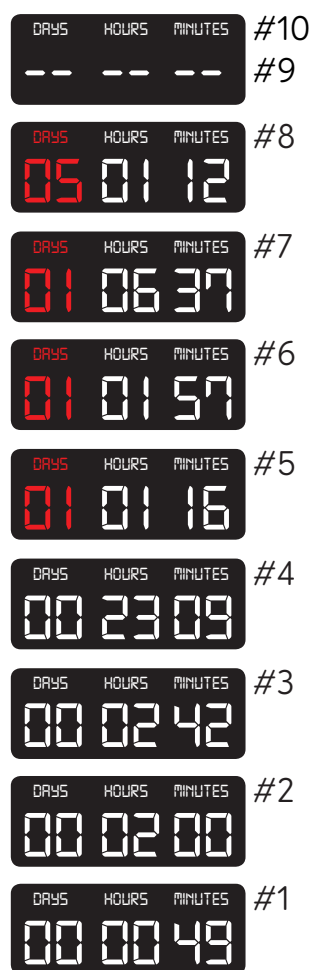 DAYS HOURS MINUTES #10
-- -- -- #9
DAYS HOURS MINUTES #8
05 01 12
DAYS HOURS MINUTES #7
01 06 37
DAYS HOURS MINUTES #6
01 01 57
DAYS HOURS MINUTES #5
01 01 16
DAYS HOURS MINUTES #4
00 23 09
DAYS HOURS MINUTES #3
00 02 42
DAYS HOURS MINUTES #2
00 02 00
DAYS HOURS MINUTES #1
00 00 49